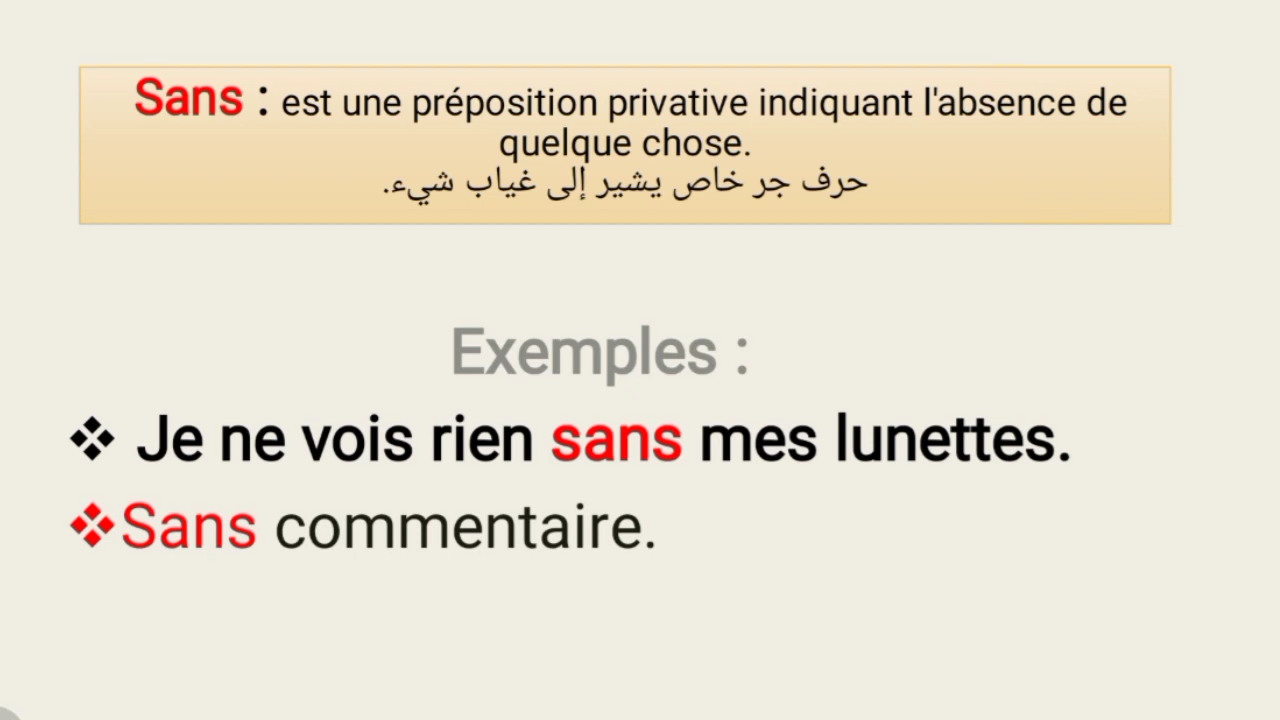 Sans : est une préposition privative indiquant l'absence de
quelque chose.
حرف جر خاص يشير إلى غياب شيء.
Exemples :
❖ Je ne vois rien sans mes lunettes.
❖Sans commentaire.